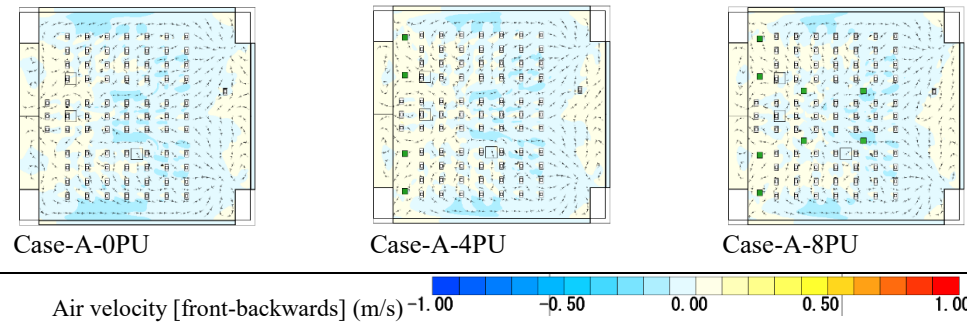 Case-A-0PU
Case-A-4PU
Case-A-8PU
Air velocity [front-backwards] (m/s)
-1.00
-0.50
0.00
0.50
1.00